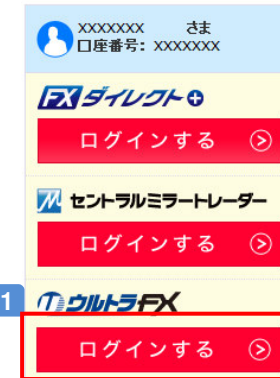 XXXXXXX さま
口座番号: XXXXXXX
FXダイレクト+
ログインする
セントラルミラートレーダー
ログインする
1
ウルトラFX
ログインする